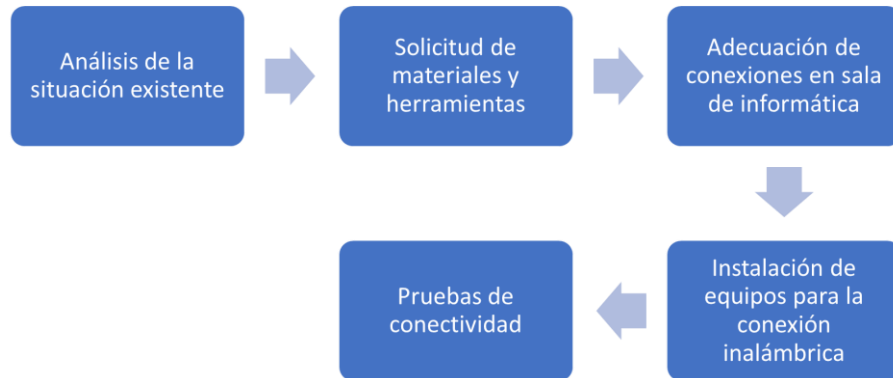 Análisis de la
situación existente
Solicitud de
materiales y
herramientas
Adecuación de
conexiones en sala
de informática
Instalación de
equipos para la
conexión
inalámbrica
Pruebas de
conectividad